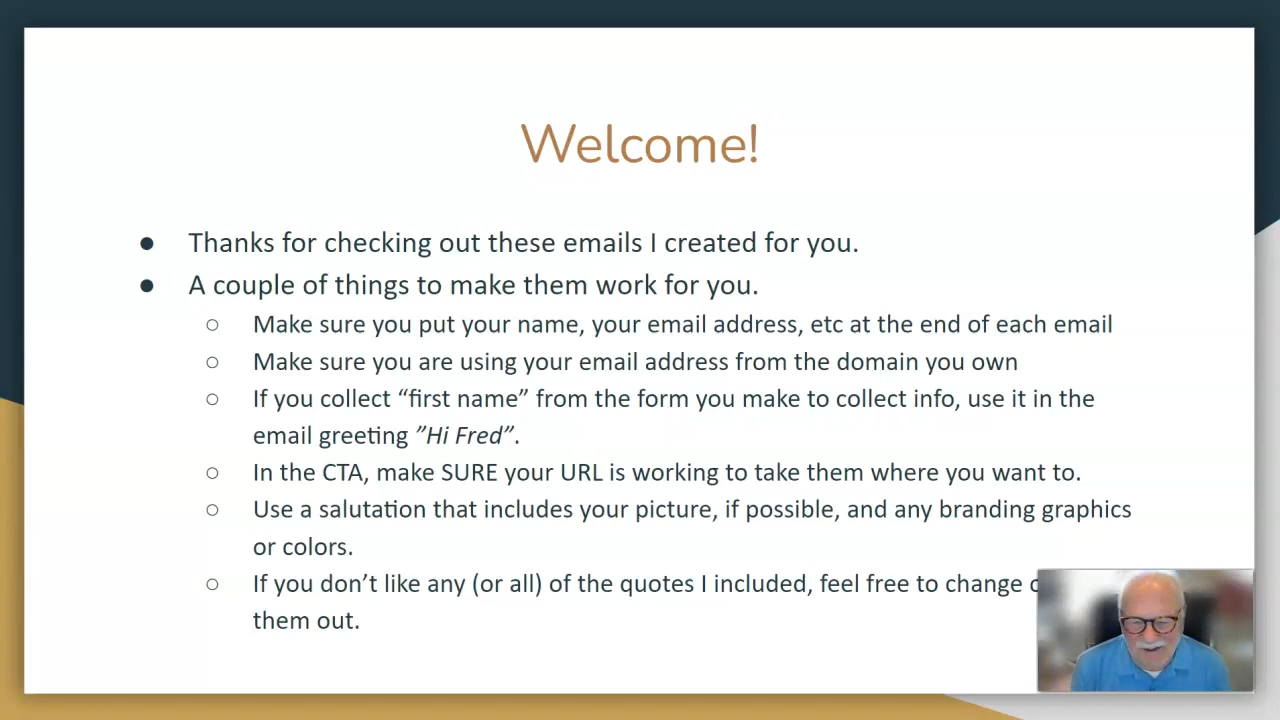 Welcome!
● Thanks for checking out these emails I created for you.
● A couple of things to make them work for you.
○ Make sure you put your name, your email address, etc at the end of each email
○ Make sure you are using your email address from the domain you own
○ If you collect “first name” from the form you make to collect info, use it in the
email greeting ”Hi Fred”.
○ In the CTA, make SURE your URL is working to take them where you want to.
○ Use a salutation that includes your picture, if possible, and any branding graphics
or colors.
○ If you don’t like any (or all) of the quotes I included, feel free to change
them out.